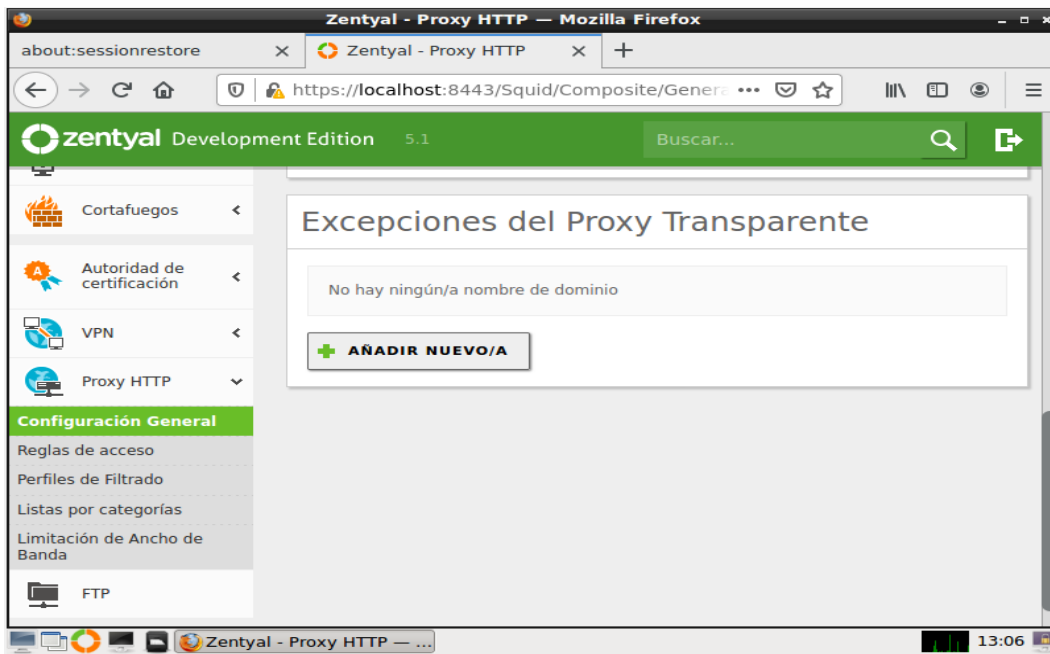 Zentyal - Proxy HTTP — Mozilla Firefox
about:sessionrestore
Zentyal - Proxy HTTP
https://localhost:8443/Squid/Composite/Genera
zentyal Development Edition 5.1
Buscar...
Cortafuegos
Autoridad de
certificación
VPN
Proxy HTTP
Configuración General
Reglas de acceso
Perfiles de Filtrado
Listas por categorías
Limitación de Ancho de
Banda
FTP
Excepciones del Proxy Transparente
No hay ningún/a nombre de dominio
AÑADIR NUEVO/A
Zentyal - Proxy HTTP — ...
13:06